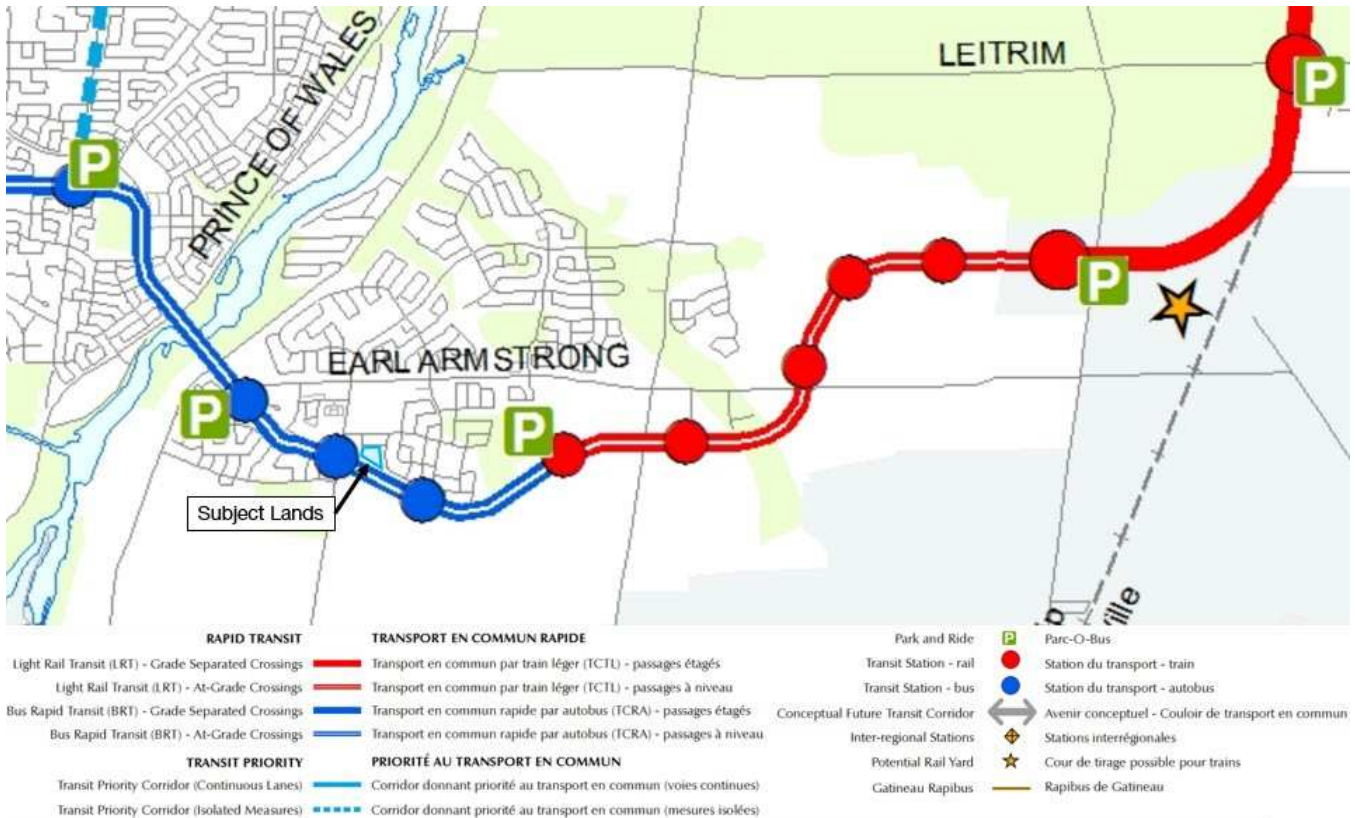 LEITRIM
P
PRINCE OF WALES
P
P
EARL ARMSTRONG
P
P
Subject Lands
ville
RAPID TRANSIT
TRANSPORT EN COMMUN RAPIDE
Light Rail Transit (LRT) - Grade Separated Crossings
Transport en commun par train léger (TCTL) - passages étagés
Light Rail Transit (LRT) - At-Grade Crossings
Transport en commun par train léger (TCTL) - passages à niveau
Bus Rapid Transit (BRT) - Grade Separated Crossings
Transport en commun rapide par autobus (TCRA) - passages étagés
Bus Rapid Transit (BRT) - At-Grade Crossings
Transport en commun rapide par autobus (TCRA) - passages à niveau
TRANSIT PRIORITY
PRIORITÉ AU TRANSPORT EN COMMUN
Transit Priority Corridor (Continuous Lanes)
Corridor donnant priorité au transport en commun (voies continues)
Transit Priority Corridor (Isolated Measures)
Corridor donnant priorité au transport en commun (mesures isolées)
Park and Ride
P
Parc-O-Bus
Transit Station - rail
Station du transport - train
Transit Station - bus
Station du transport - autobus
Conceptual Future Transit Corridor
Avenir conceptuel - Couloir de transport en commun
Inter-regional Stations
Stations interrégionales
Potential Rail Yard
Cour de tirage possible pour trains
Gatineau Rapibus
Rapibus de Gatineau